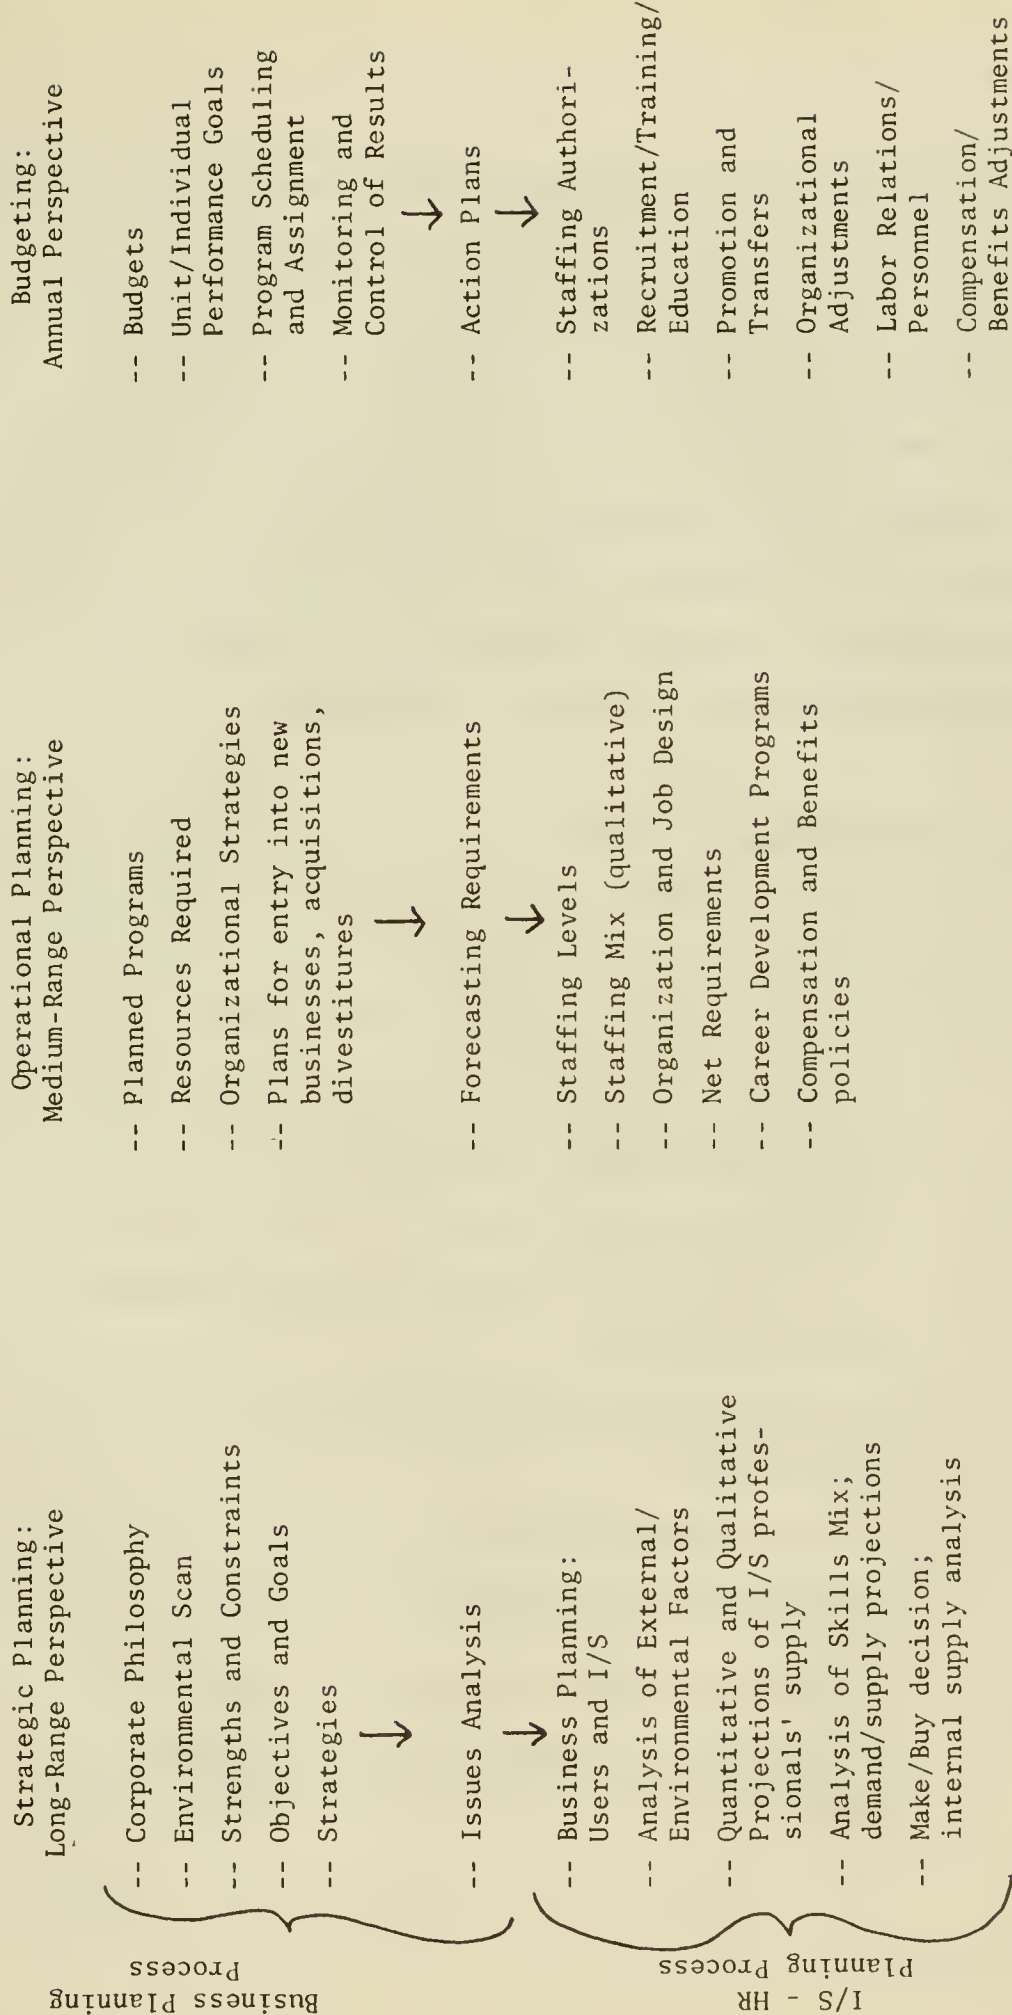 Strategic Planning:
Long-Range Perspective
Business Planning
Process
-- Corporate Philosophy
-- Environmental Scan
-- Strengths and Constraints
-- Objectives and Goals
-- Strategies
-- Issues Analysis
I/S - HR
Planning Process
-- Business Planning:
Users and I/S
-- Analysis of External/
Environmental Factors
-- Quantitative and Qualitative
Projections of I/S profes-
sionals' supply
-- Analysis of Skills Mix;
demand/supply projections
-- Make/Buy decision;
internal supply analysis
Operational Planning:
Medium-Range Perspective
-- Planned Programs
-- Resources Required
-- Organizational Strategies
-- Plans for entry into new
businesses, acquisitions,
divestitures
-- Forecasting Requirements
-- Staffing Levels
-- Staffing Mix (qualitative)
-- Organization and Job Design
-- Net Requirements
-- Career Development Programs
-- Compensation and Benefits
policies
Budgeting:
Annual Perspective
-- Budgets
-- Unit/Individual
Performance Goals
-- Program Scheduling
and Assignment
-- Monitoring and
Control of Results
-- Action Plans
-- Staffing Authori-
zations
-- Recruitment/Training/
Education
-- Promotion and
Transfers
-- Organizational
Adjustments
-- Labor Relations/
Personnel
-- Compensation/
Benefits Adjustments